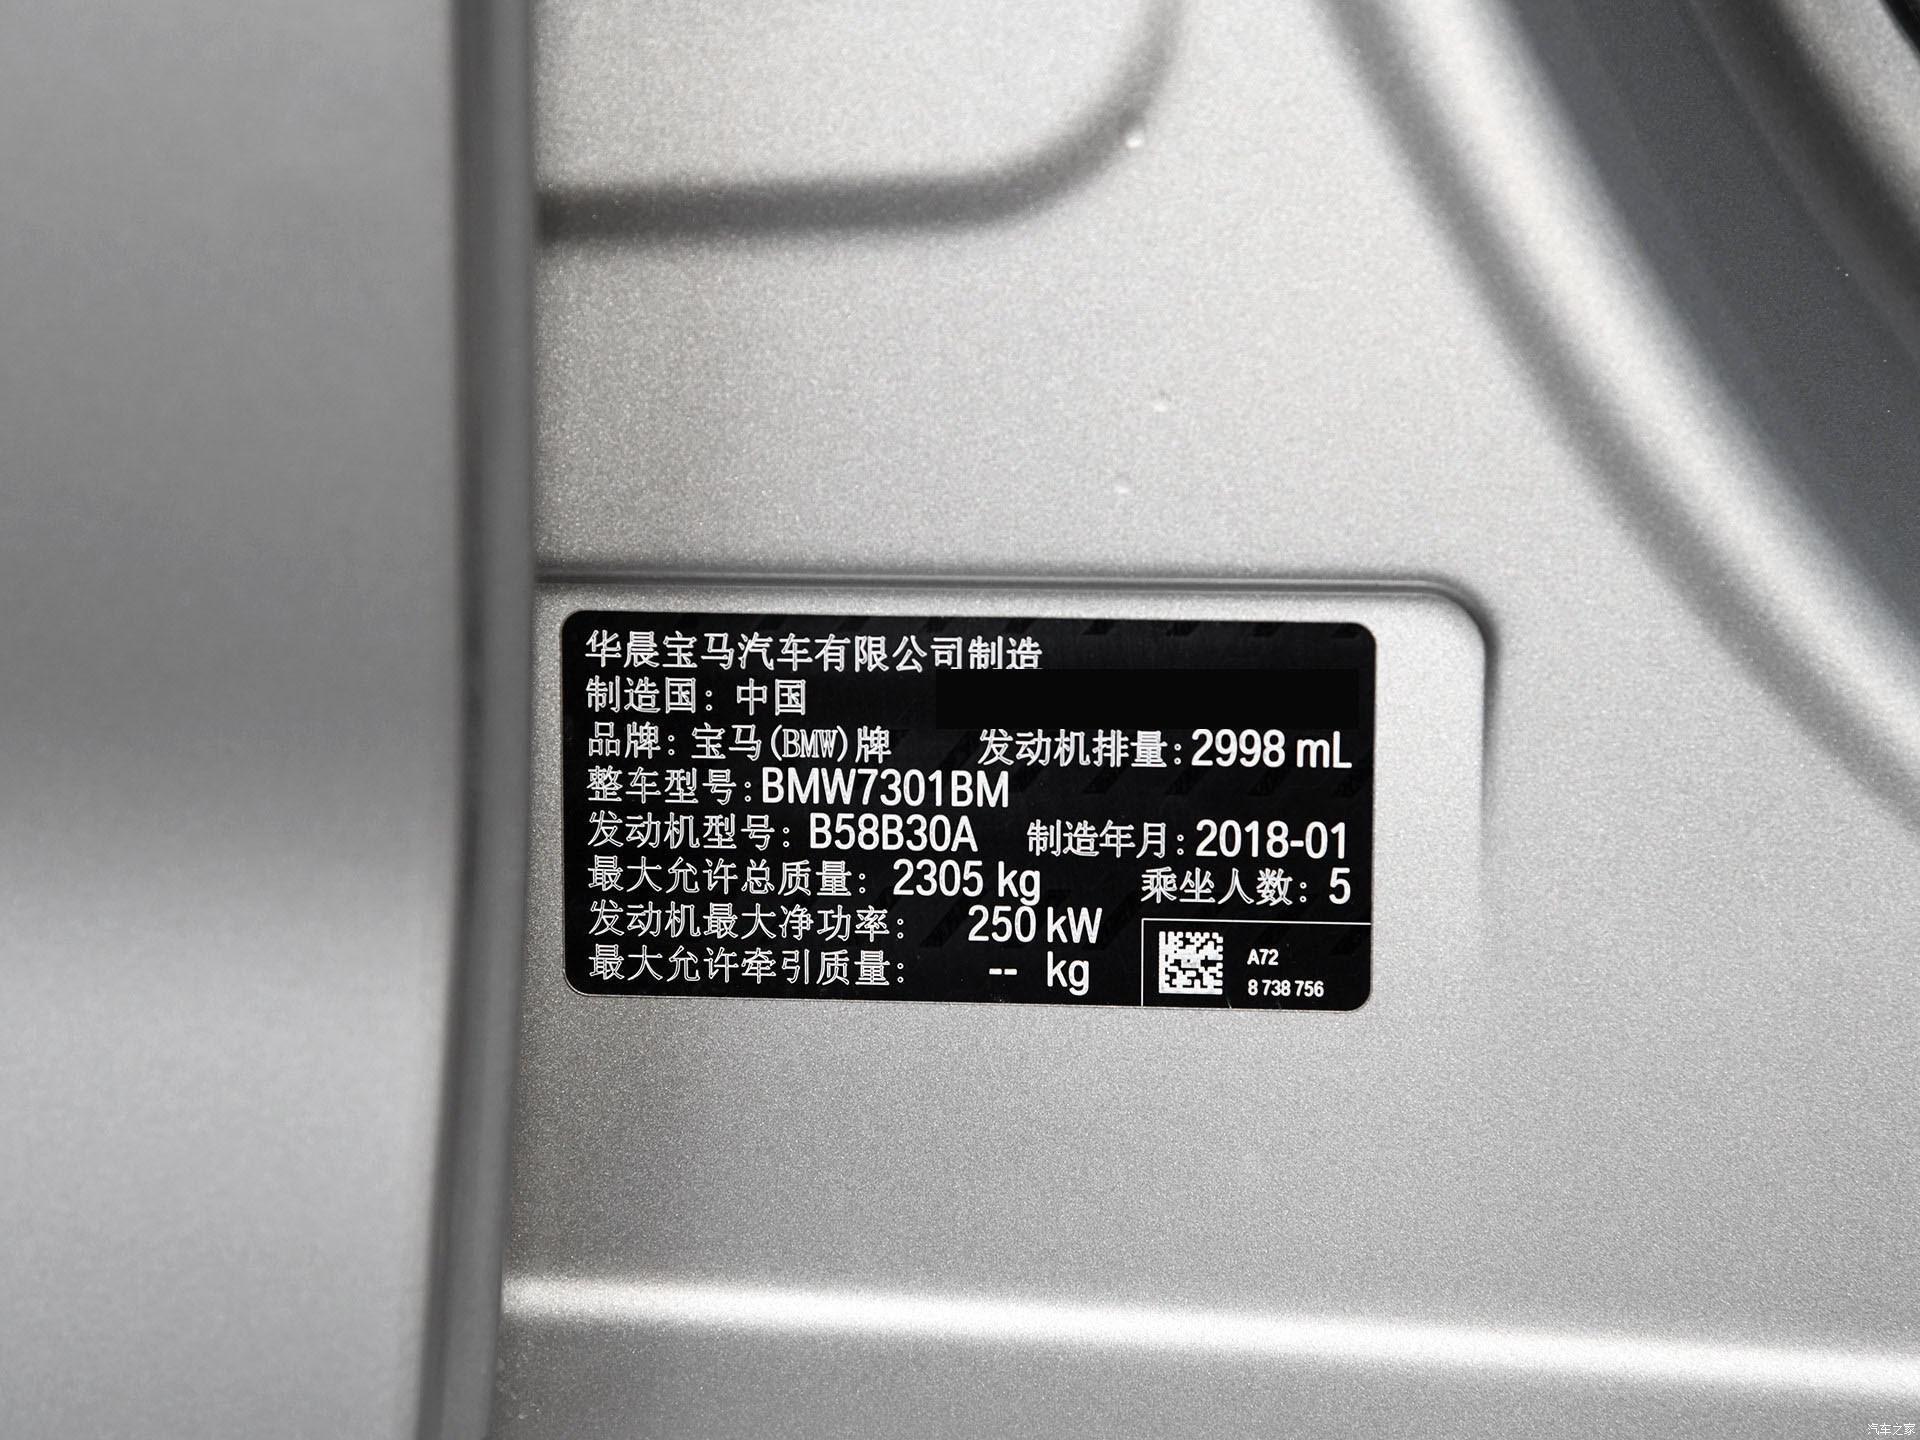 华晨宝马汽车有限公司制造
制造国：中国
品牌：宝马(BMW)牌 发动机排量：2998 mL
整车型号：BMW7301BM
发动机型号：B58B30A 制造年月：2018-01
最大允许总质量：2305 kg 乘坐人数：5
发动机最大净功率：250 kW
最大允许牵引质量：-- kg
A72
8 738 756
汽车之家